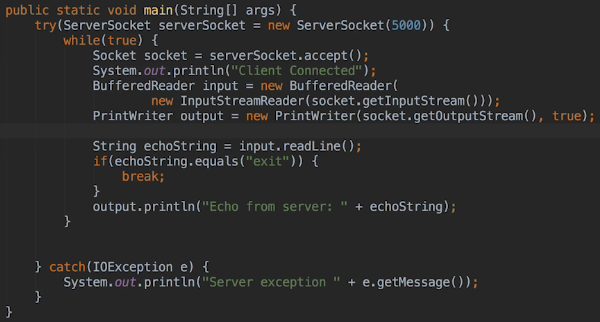 public static void main(String[] args) {
    try(ServerSocket serverSocket = new ServerSocket(5000)) {
        while(true) {
            Socket socket = serverSocket.accept();
            System.out.println("Client Connected");
            BufferedReader input = new BufferedReader(
                    new InputStreamReader(socket.getInputStream()));
            PrintWriter output = new PrintWriter(socket.getOutputStream(), true);

            String echoString = input.readLine();
            if(echoString.equals("exit")) {
                break;
            }
            output.println("Echo from server: " + echoString);
        }


    } catch(IOException e) {
        System.out.println("Server exception " + e.getMessage());
    }
}